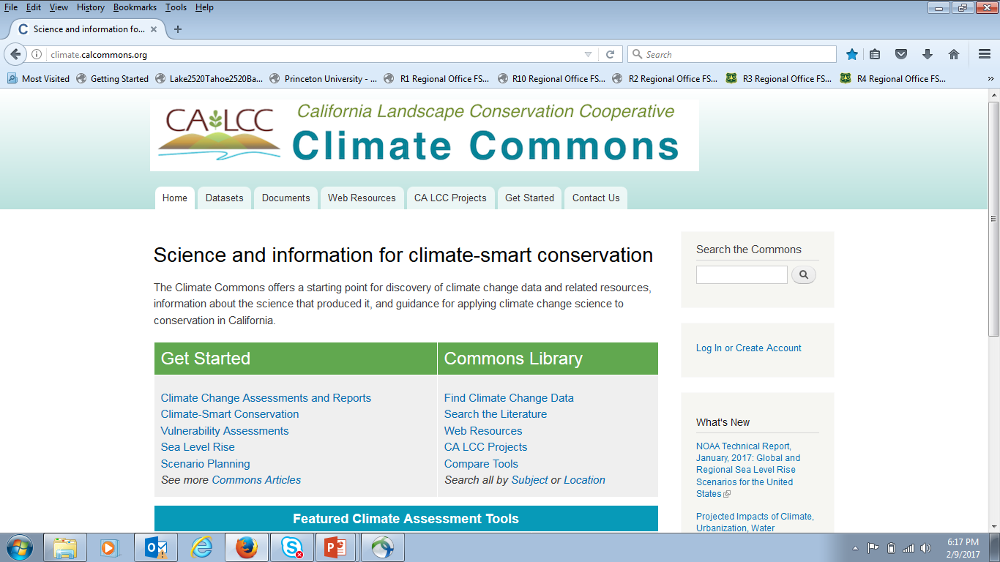 File Edit View History Bookmarks Tools Help
C Science and information fo...
climate.calcommons.org
Search
Most Visited Getting Started Lake2520Tahoe2520Ba... Princeton University - ... R1 Regional Office FS... R10 Regional Office FS... R2 Regional Office FS... R3 Regional Office FS... R4 Regional Office FS...
CA LCC
California Landscape Conservation Cooperative
Climate Commons
Home Datasets Documents Web Resources CA LCC Projects Get Started Contact Us
Science and information for climate-smart conservation
The Climate Commons offers a starting point for discovery of climate change data and related resources,
information about the science that produced it, and guidance for applying climate change science to
conservation in California.
Get Started
Climate Change Assessments and Reports
Climate-Smart Conservation
Vulnerability Assessments
Sea Level Rise
Scenario Planning
See more Commons Articles
Commons Library
Find Climate Change Data
Search the Literature
Web Resources
CA LCC Projects
Compare Tools
Search all by Subject or Location
Featured Climate Assessment Tools
Search the Commons
Log In or Create Account
What's New
NOAA Technical Report,
January, 2017: Global and
Regional Sea Level Rise
Scenarios for the United
States
Projected Impacts of Climate,
Urbanization, Water
6:17 PM
2/9/2017